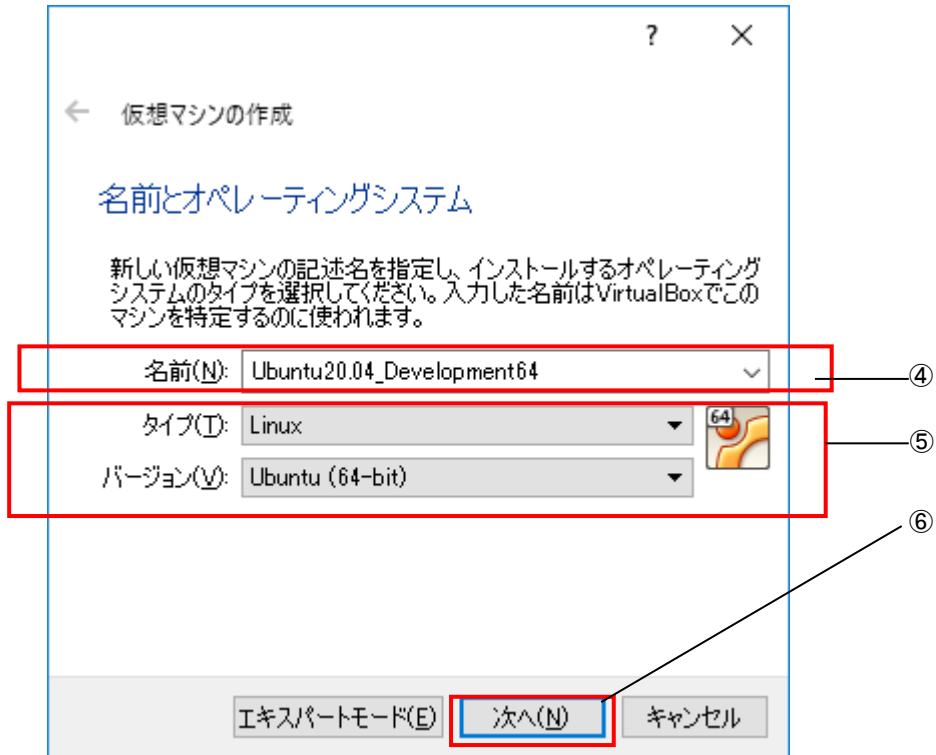 ?
仮想マシンの作成
名前とオペレーティングシステム
新しい仮想マシンの記述名を指定し、インストールするオペレーティング
システムのタイプを選択してください。入力した名前はVirtualBoxでこの
マシンを特定するのに使われます。
名前(N): Ubuntu20.04_Development64
④
タイプ(T): Linux
64
⑤
バージョン(V): Ubuntu (64-bit)
⑥
エキスパートモード(E) 次へ(N) キャンセル